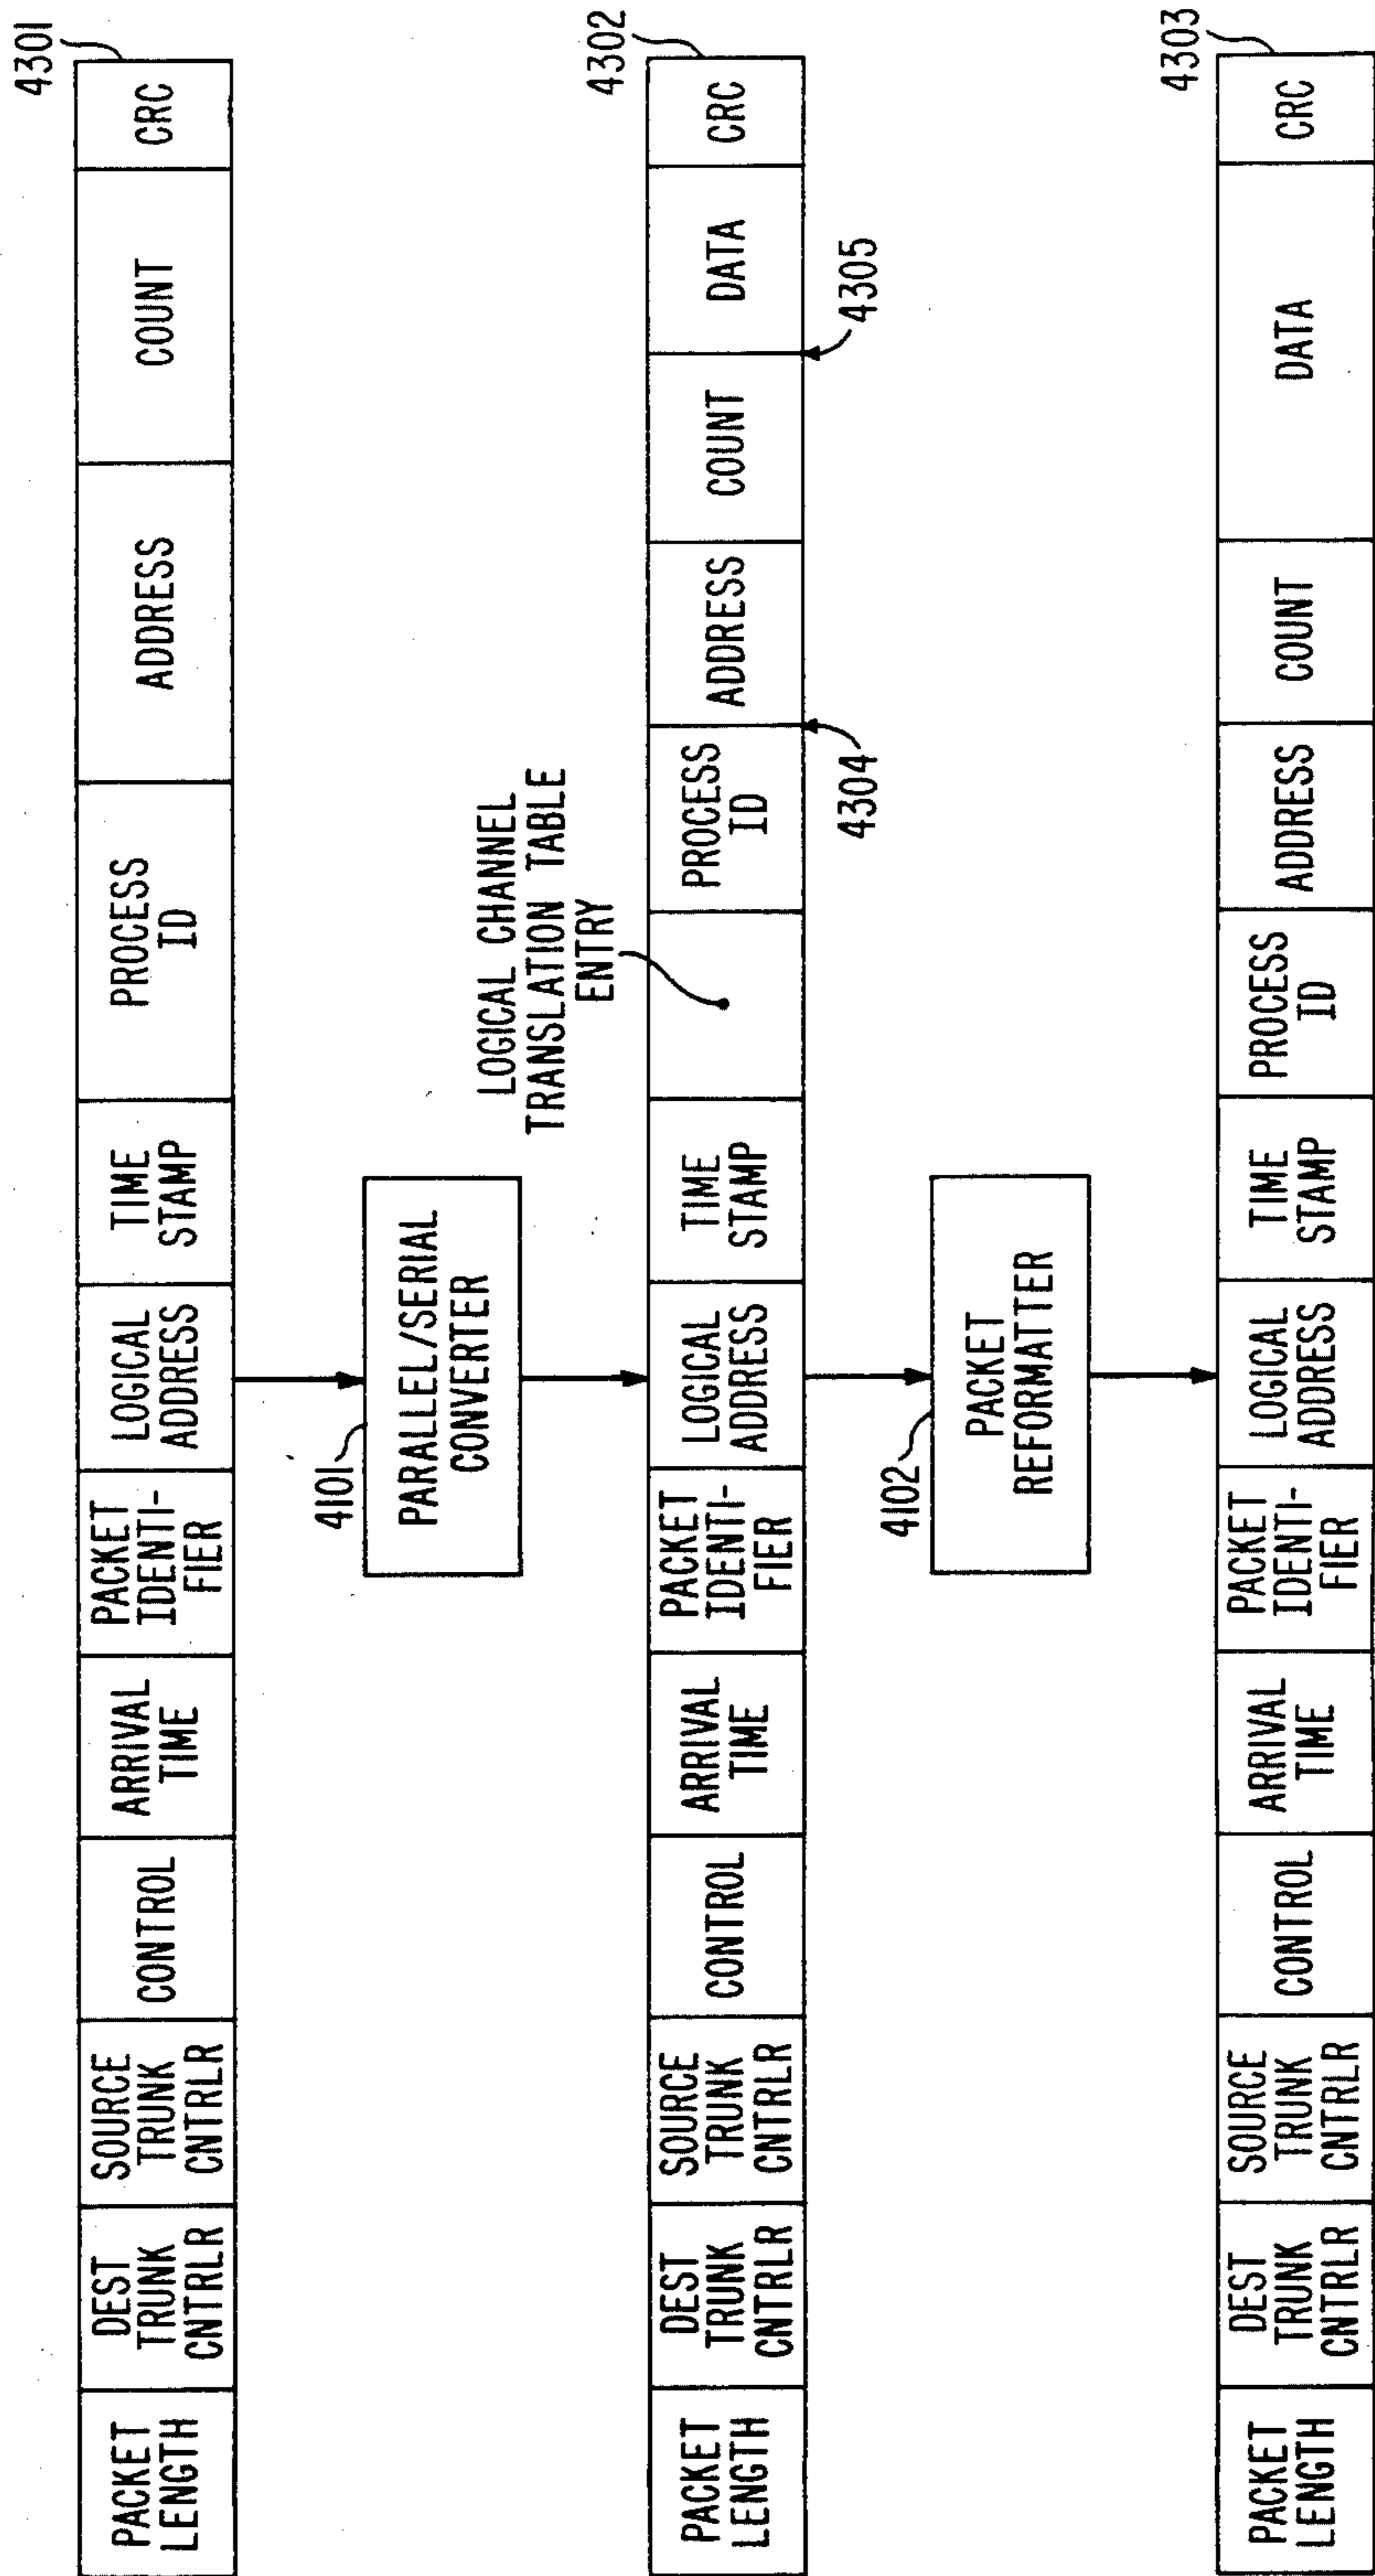 4301
PACKET
LENGTH
DEST
TRUNK
CNTRLR
SOURCE
TRUNK
CNTRLR
CONTROL
ARRIVAL
TIME
PACKET
IDENTI-
FIER
LOGICAL
ADDRESS
TIME
STAMP
PROCESS
ID
ADDRESS
COUNT
CRC
4101
PARALLEL/SERIAL
CONVERTER
LOGICAL CHANNEL
TRANSLATION TABLE
ENTRY
4302
PACKET
LENGTH
DEST
TRUNK
CNTRLR
SOURCE
TRUNK
CNTRLR
CONTROL
ARRIVAL
TIME
PACKET
IDENTI-
FIER
LOGICAL
ADDRESS
TIME
STAMP
PROCESS
ID
ADDRESS
COUNT
DATA
CRC
4304
4305
4102
PACKET
REFORMATTER
4303
PACKET
LENGTH
DEST
TRUNK
CNTRLR
SOURCE
TRUNK
CNTRLR
CONTROL
ARRIVAL
TIME
PACKET
IDENTI-
FIER
LOGICAL
ADDRESS
TIME
STAMP
PROCESS
ID
ADDRESS
COUNT
DATA
CRC